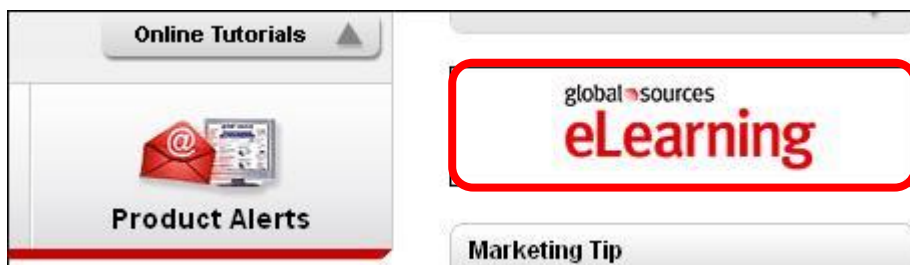 Online Tutorials
@
Product Alerts
global sources
eLearning
Marketing Tip